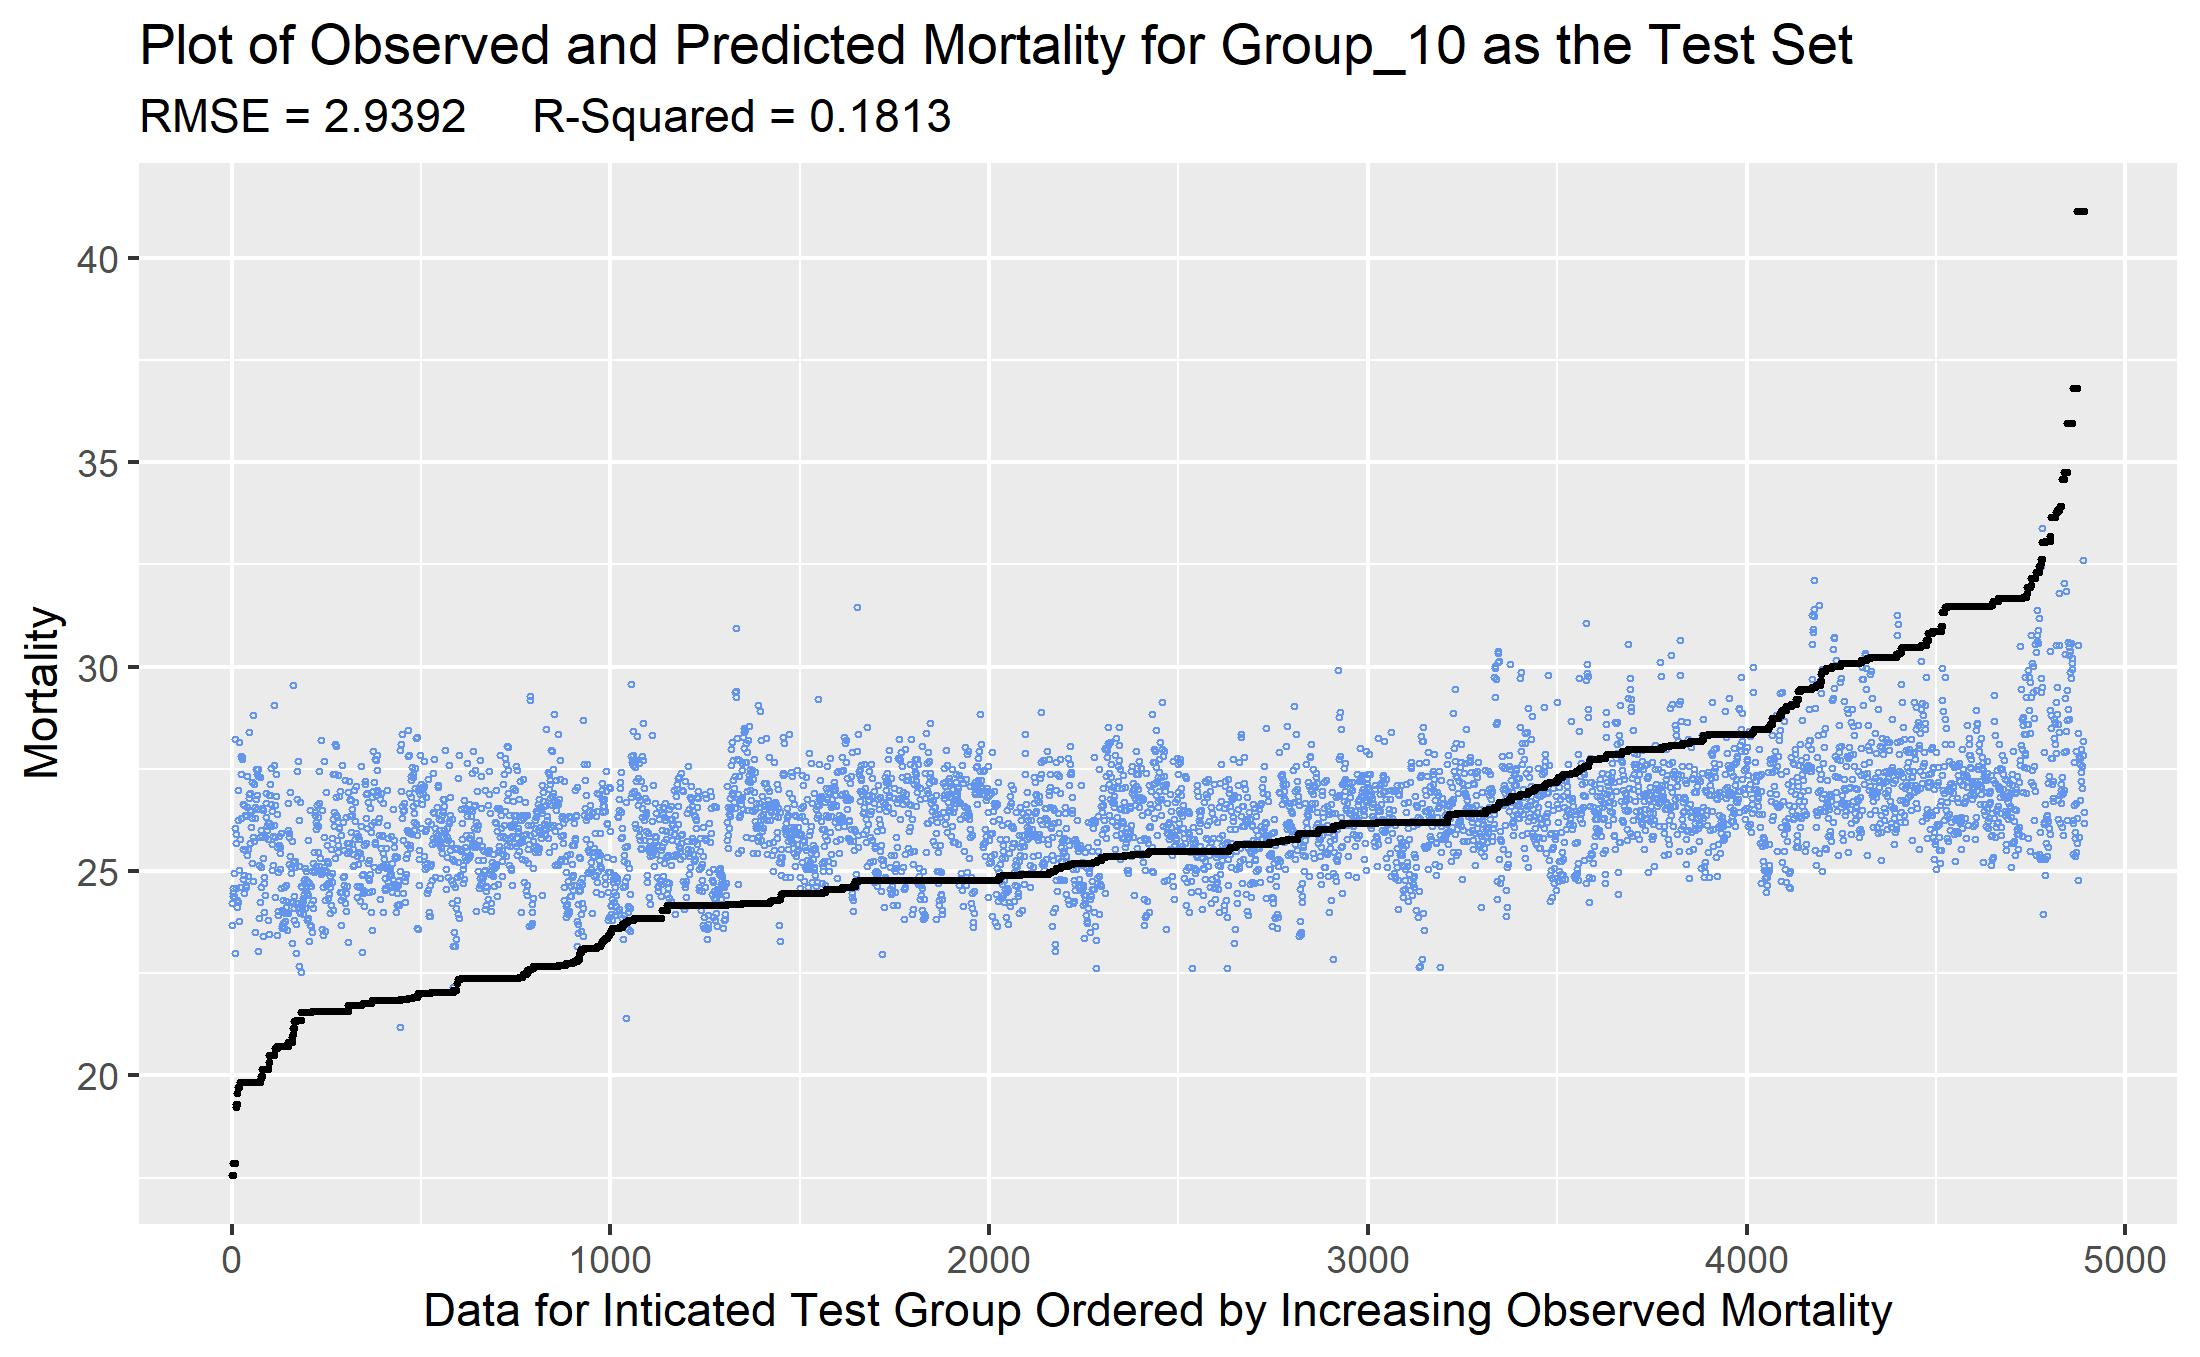 Plot of Observed and Predicted Mortality for Group_10 as the Test Set
RMSE = 2.9392 R-Squared = 0.1813
Mortality
40
35
30
25
20
0 1000 2000 3000 4000 5000
Data for Inticated Test Group Ordered by Increasing Observed Mortality